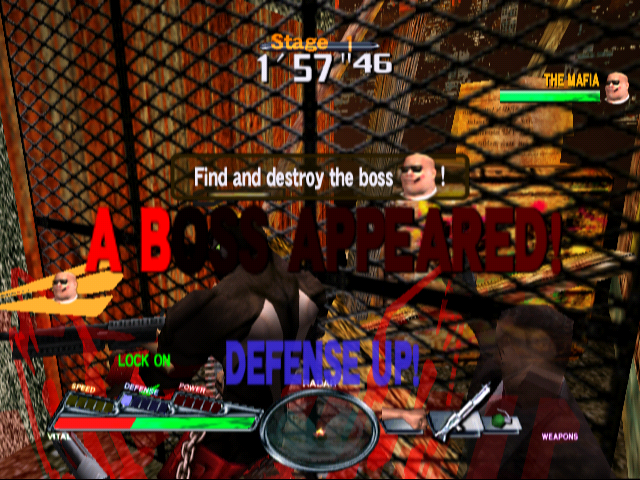 Stage 1
1'57"46
THE MAFIA
Find and destroy the boss !
A BOSS APPEARED!
LOCK ON
DEFENSE UP!
SPEED
DEFENSE
POWER
RADAR
VITAL
WEAPONS